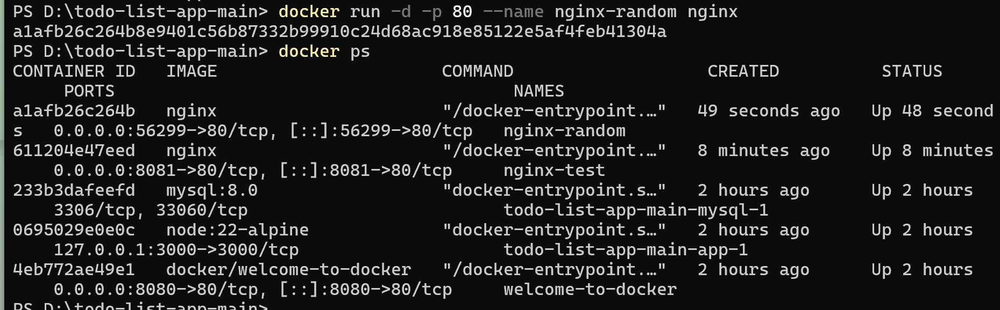 PS D:\todo-list-app-main> docker run -d -p 80 --name nginx-random nginx
a1afb26c264b8e9401c56b87332b99910c24d68ac918e85122e5af4feb41304a
PS D:\todo-list-app-main> docker ps
CONTAINER ID   IMAGE                      COMMAND                   CREATED          STATUS
     PORTS                                       NAMES
a1afb26c264b   nginx                      "/docker-entrypoint.…"   49 seconds ago   Up 48 second
s   0.0.0.0:56299->80/tcp, [::]:56299->80/tcp   nginx-random
611204e47eed   nginx                      "/docker-entrypoint.…"   8 minutes ago    Up 8 minutes
    0.0.0.0:8081->80/tcp, [::]:8081->80/tcp     nginx-test
233b3dafeefd   mysql:8.0                  "docker-entrypoint.s…"   2 hours ago      Up 2 hours
    3306/tcp, 33060/tcp                         todo-list-app-main-mysql-1
0695029e0e0c   node:22-alpine             "docker-entrypoint.s…"   2 hours ago      Up 2 hours
    127.0.0.1:3000->3000/tcp                    todo-list-app-main-app-1
4eb772ae49e1   docker/welcome-to-docker   "/docker-entrypoint.…"   2 hours ago      Up 2 hours
    0.0.0.0:8080->80/tcp, [::]:8080->80/tcp     welcome-to-docker
PS D:\todo-list-app-main>